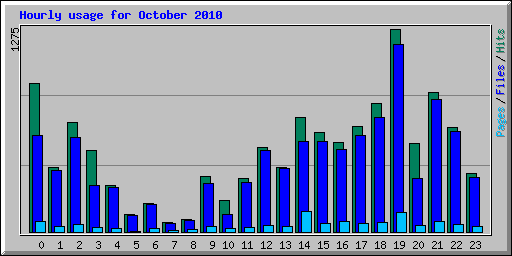 Hourly usage for October 2010
1275
Pages/Files/Hits
0 1 2 3 4 5 6 7 8 9 10 11 12 13 14 15 16 17 18 19 20 21 22 23